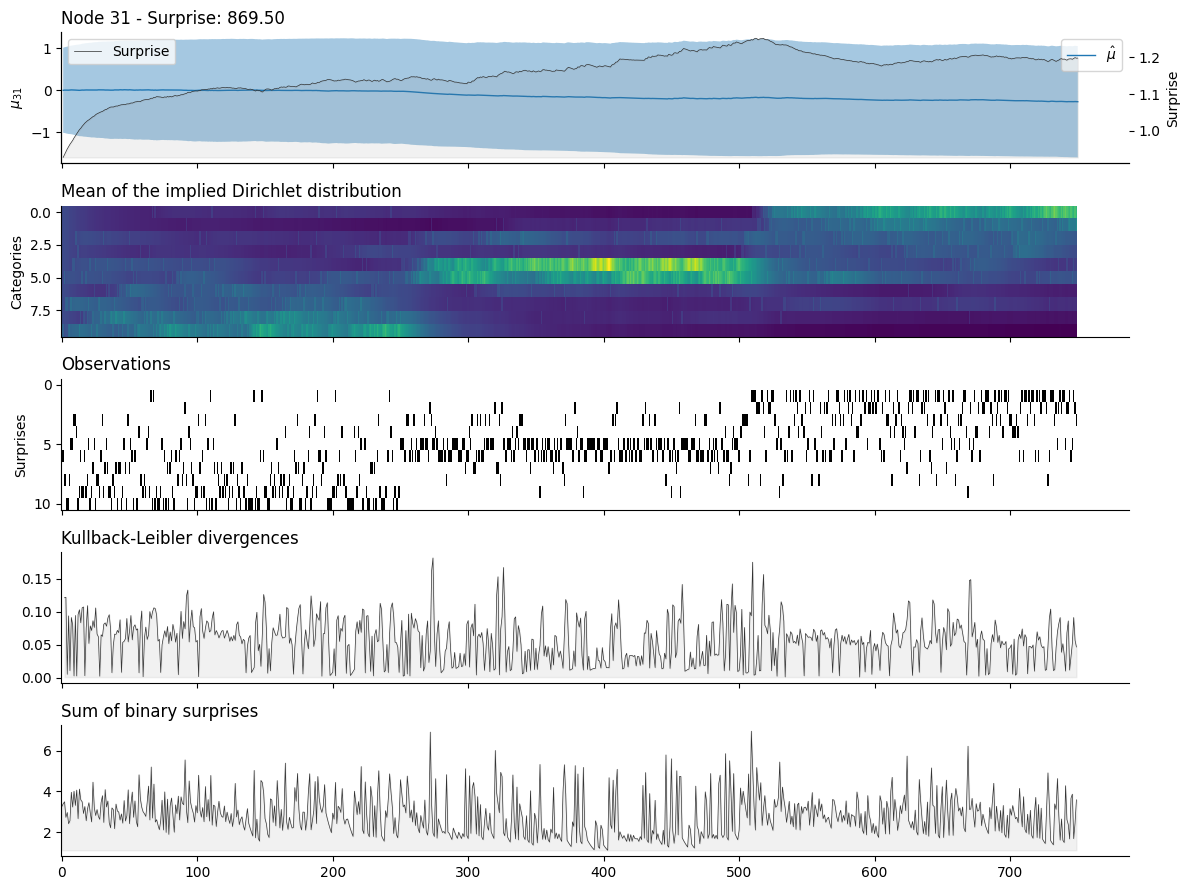 Node 31 - Surprise: 869.50
Surprise
μ̂
1
0
−1
μ31
1.2
1.1
1.0
Surprise
Mean of the implied Dirichlet distribution
0.0
2.5
5.0
7.5
Categories
Observations
0
5
10
Surprises
Kullback-Leibler divergences
0.15
0.10
0.05
0.00
Sum of binary surprises
6
4
2
0 100 200 300 400 500 600 700